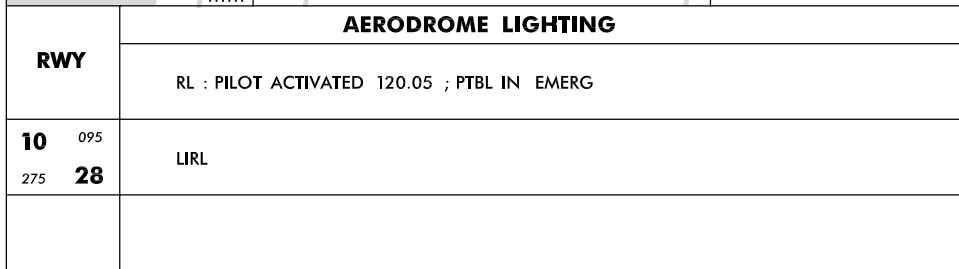 AERODROME LIGHTING
RWY
RL : PILOT ACTIVATED 120.05 ; PTBL IN EMERG
10 095
275 28
LIRL